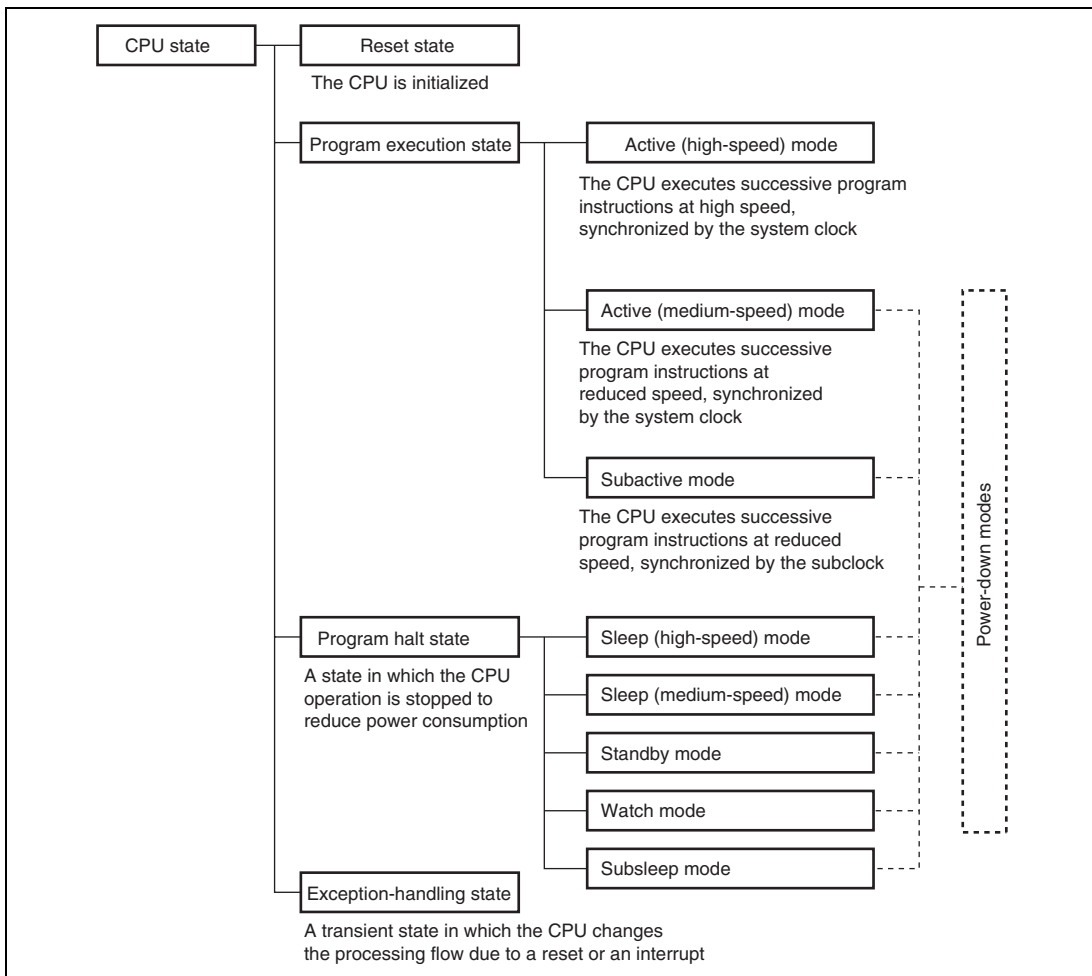 CPU state
Reset state
The CPU is initialized
Program execution state
Active (high-speed) mode
The CPU executes successive program
instructions at high speed,
synchronized by the system clock
Active (medium-speed) mode
The CPU executes successive
program instructions at
reduced speed, synchronized
by the system clock
Subactive mode
The CPU executes successive
program instructions at reduced
speed, synchronized by the subclock
Power-down modes
Program halt state
A state in which the CPU
operation is stopped to
reduce power consumption
Sleep (high-speed) mode
Sleep (medium-speed) mode
Standby mode
Watch mode
Subsleep mode
Exception-handling state
A transient state in which the CPU changes
the processing flow due to a reset or an interrupt